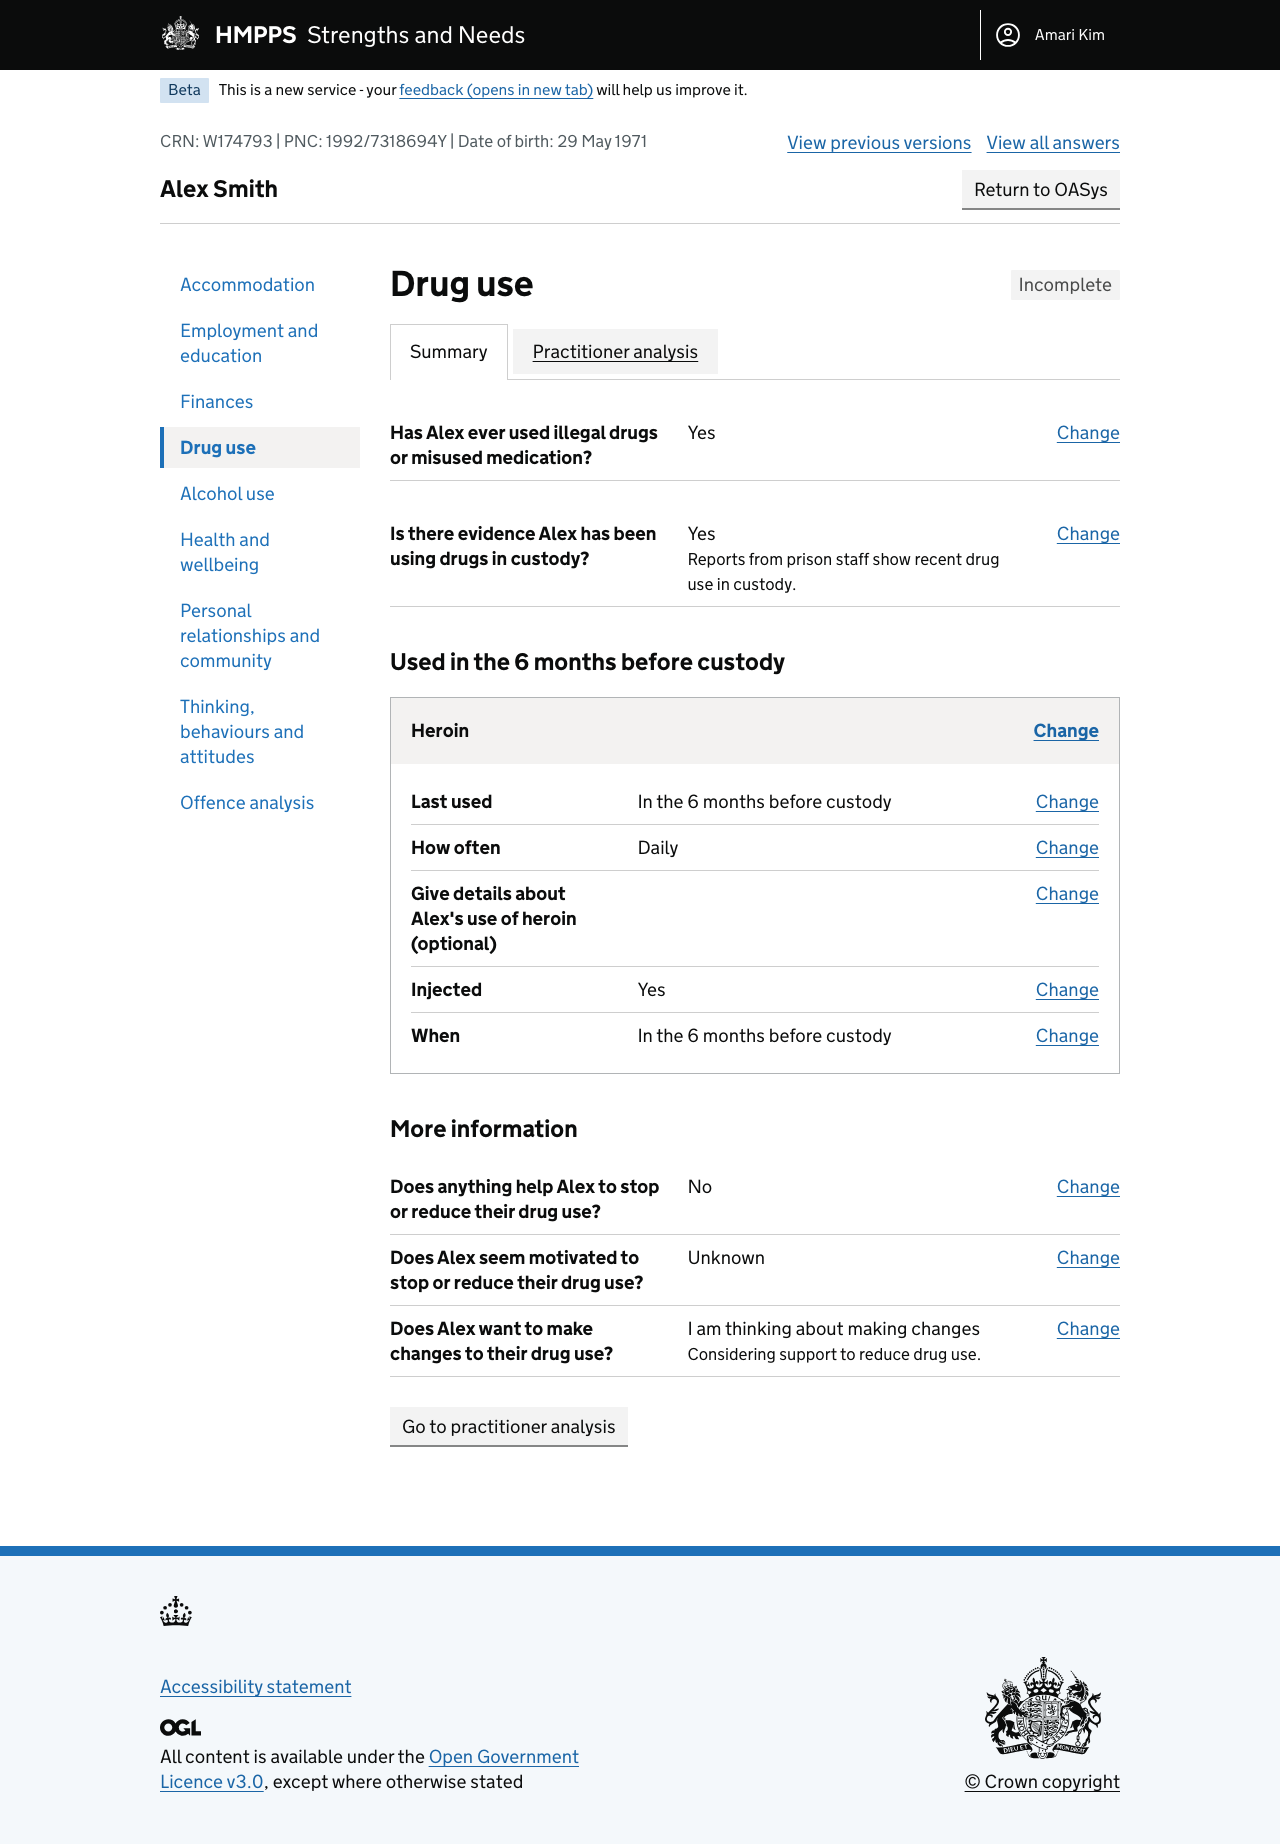 HMPPS Strengths and Needs
Amari Kim
Beta This is a new service - your feedback (opens in new tab) will help us improve it.
CRN: W174793 | PNC: 1992/7318694Y | Date of birth: 29 May 1971
View previous versions View all answers
Alex Smith
Return to OASys
Accommodation
Employment and
education
Finances
Drug use
Alcohol use
Health and
wellbeing
Personal
relationships and
community
Thinking,
behaviours and
attitudes
Offence analysis
Drug use
Incomplete
Summary Practitioner analysis
Has Alex ever used illegal drugs Yes Change
or misused medication?
Is there evidence Alex has been Yes Change
using drugs in custody? Reports from prison staff show recent drug
use in custody.
Used in the 6 months before custody
Heroin Change
Last used In the 6 months before custody Change
How often Daily Change
Give details about Change
Alex's use of heroin
(optional)
Injected Yes Change
When In the 6 months before custody Change
More information
Does anything help Alex to stop No Change
or reduce their drug use?
Does Alex seem motivated to Unknown Change
stop or reduce their drug use?
Does Alex want to make I am thinking about making changes Change
changes to their drug use? Considering support to reduce drug use.
Go to practitioner analysis
Accessibility statement
OGL
All content is available under the Open Government
Licence v3.0, except where otherwise stated
DIEU ET MON DROIT
© Crown copyright